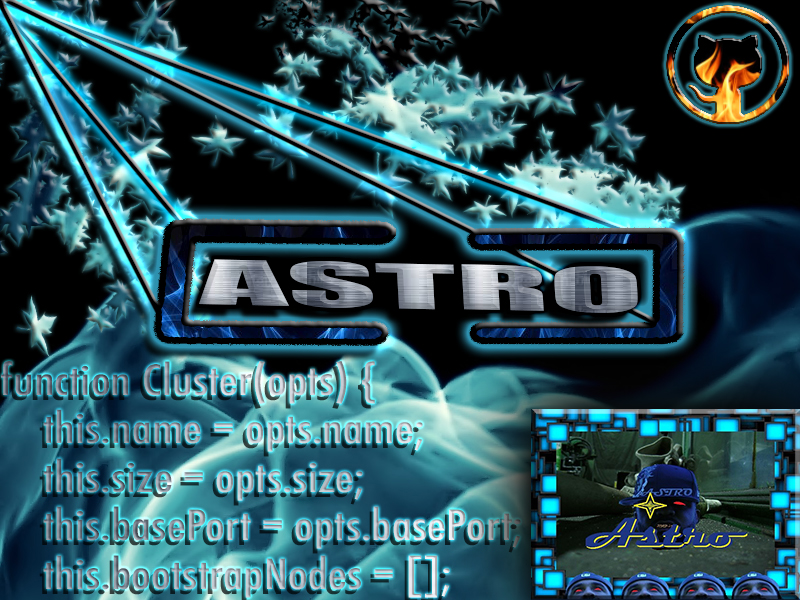 ASTRO
function Cluster(opts) {
this.name = opts.name;
this.size = opts.size;
this.basePort = opts.basePort;
this.bootstrapNodes = [];
ASTRO
Astro